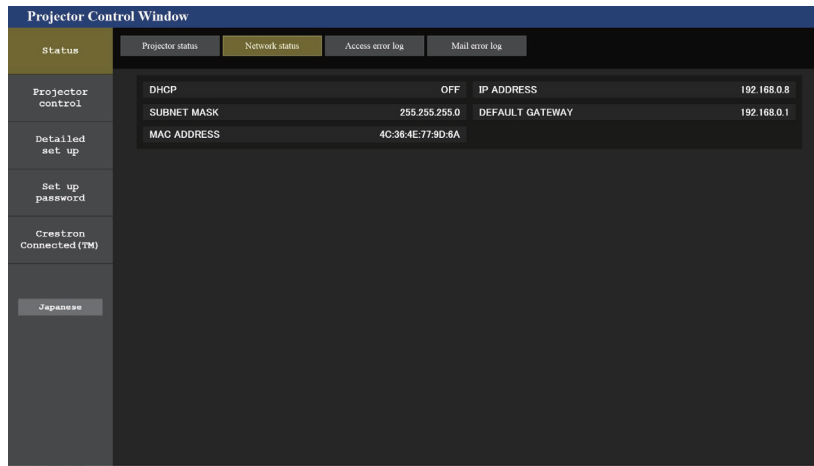 Projector Control Window
Status
Projector status
Network status
Access error log
Mail error log
Projector
control
Detailed
set up
Set up
password
Crestron
Connected(TM)
Japanese
DHCP OFF IP ADDRESS 192.168.0.8
SUBNET MASK 255.255.255.0 DEFAULT GATEWAY 192.168.0.1
MAC ADDRESS 4C:36:4E:77:9D:6A